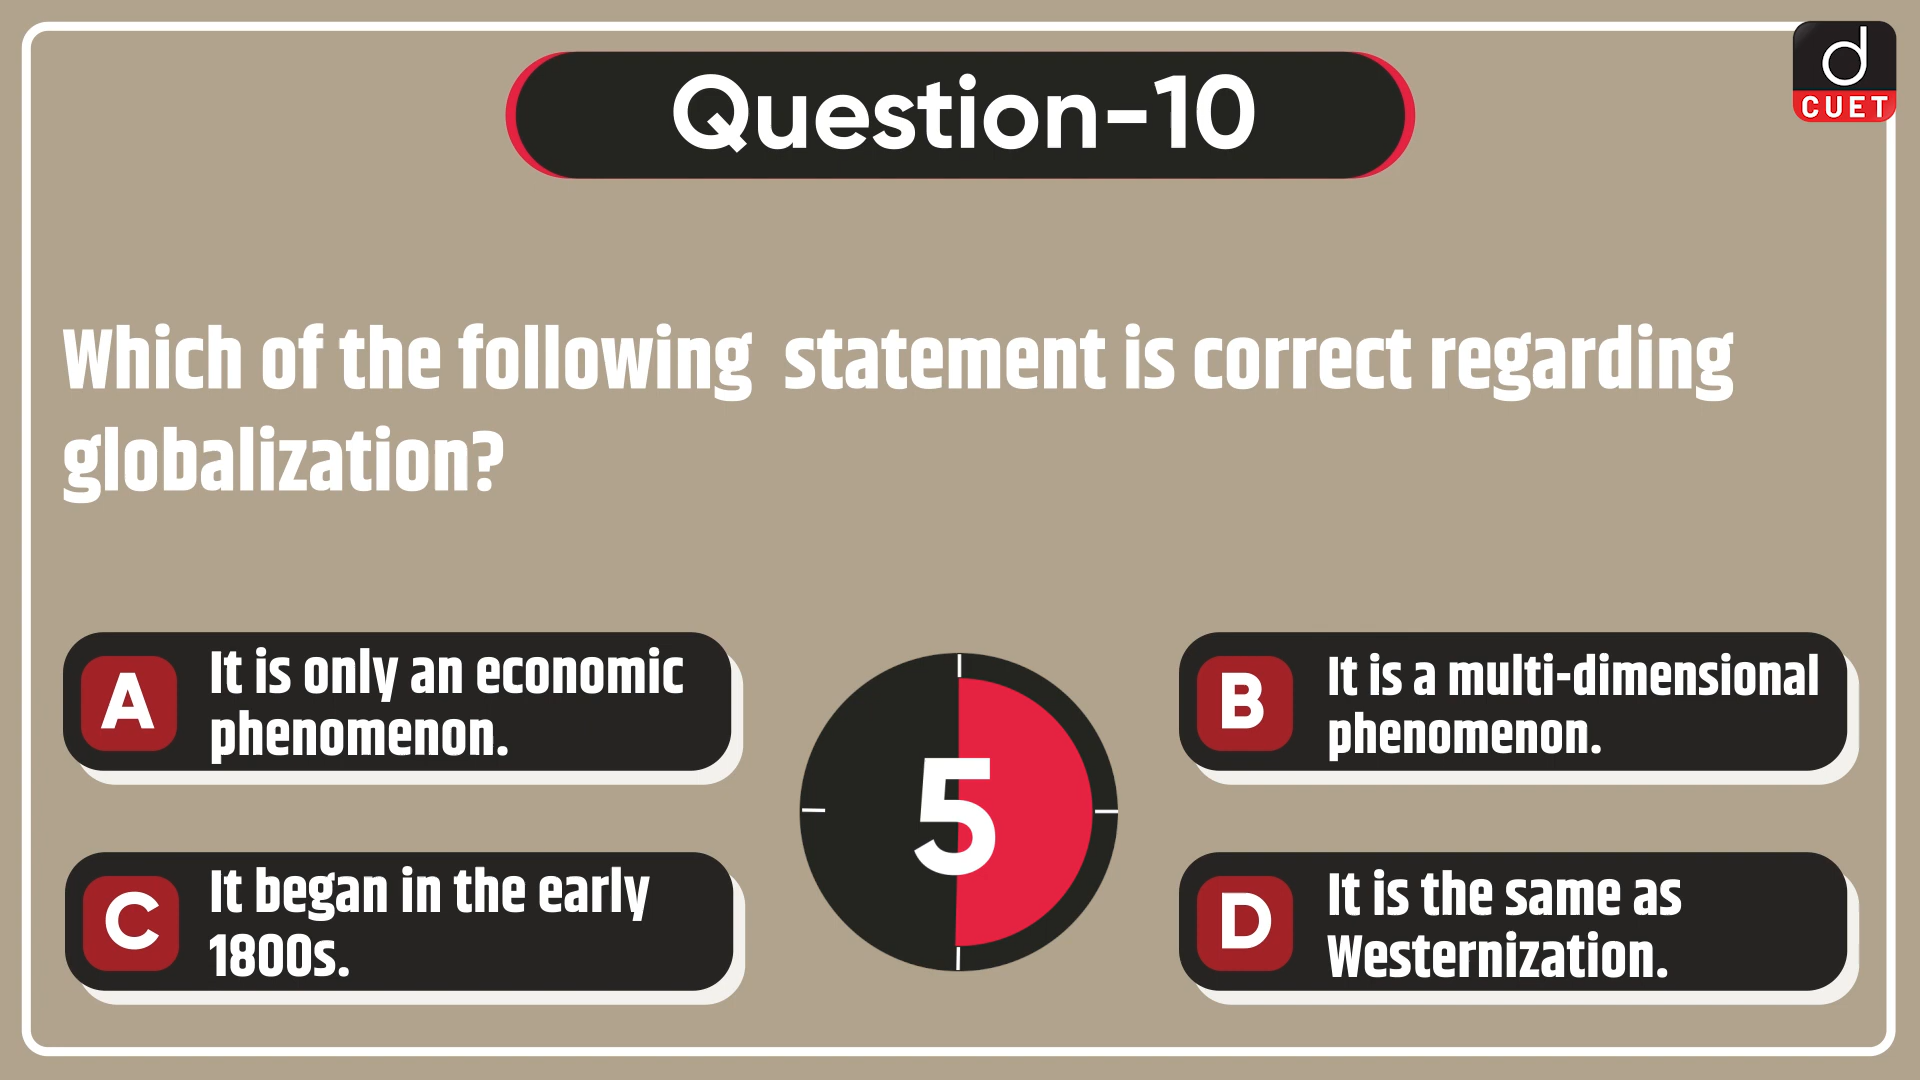 d
CUET
Question-10
Which of the following statement is correct regarding
globalization?
A
It is only an economic
phenomenon.
B
It is a multi-dimensional
phenomenon.
5
C
It began in the early
1800s.
D
It is the same as
Westernization.